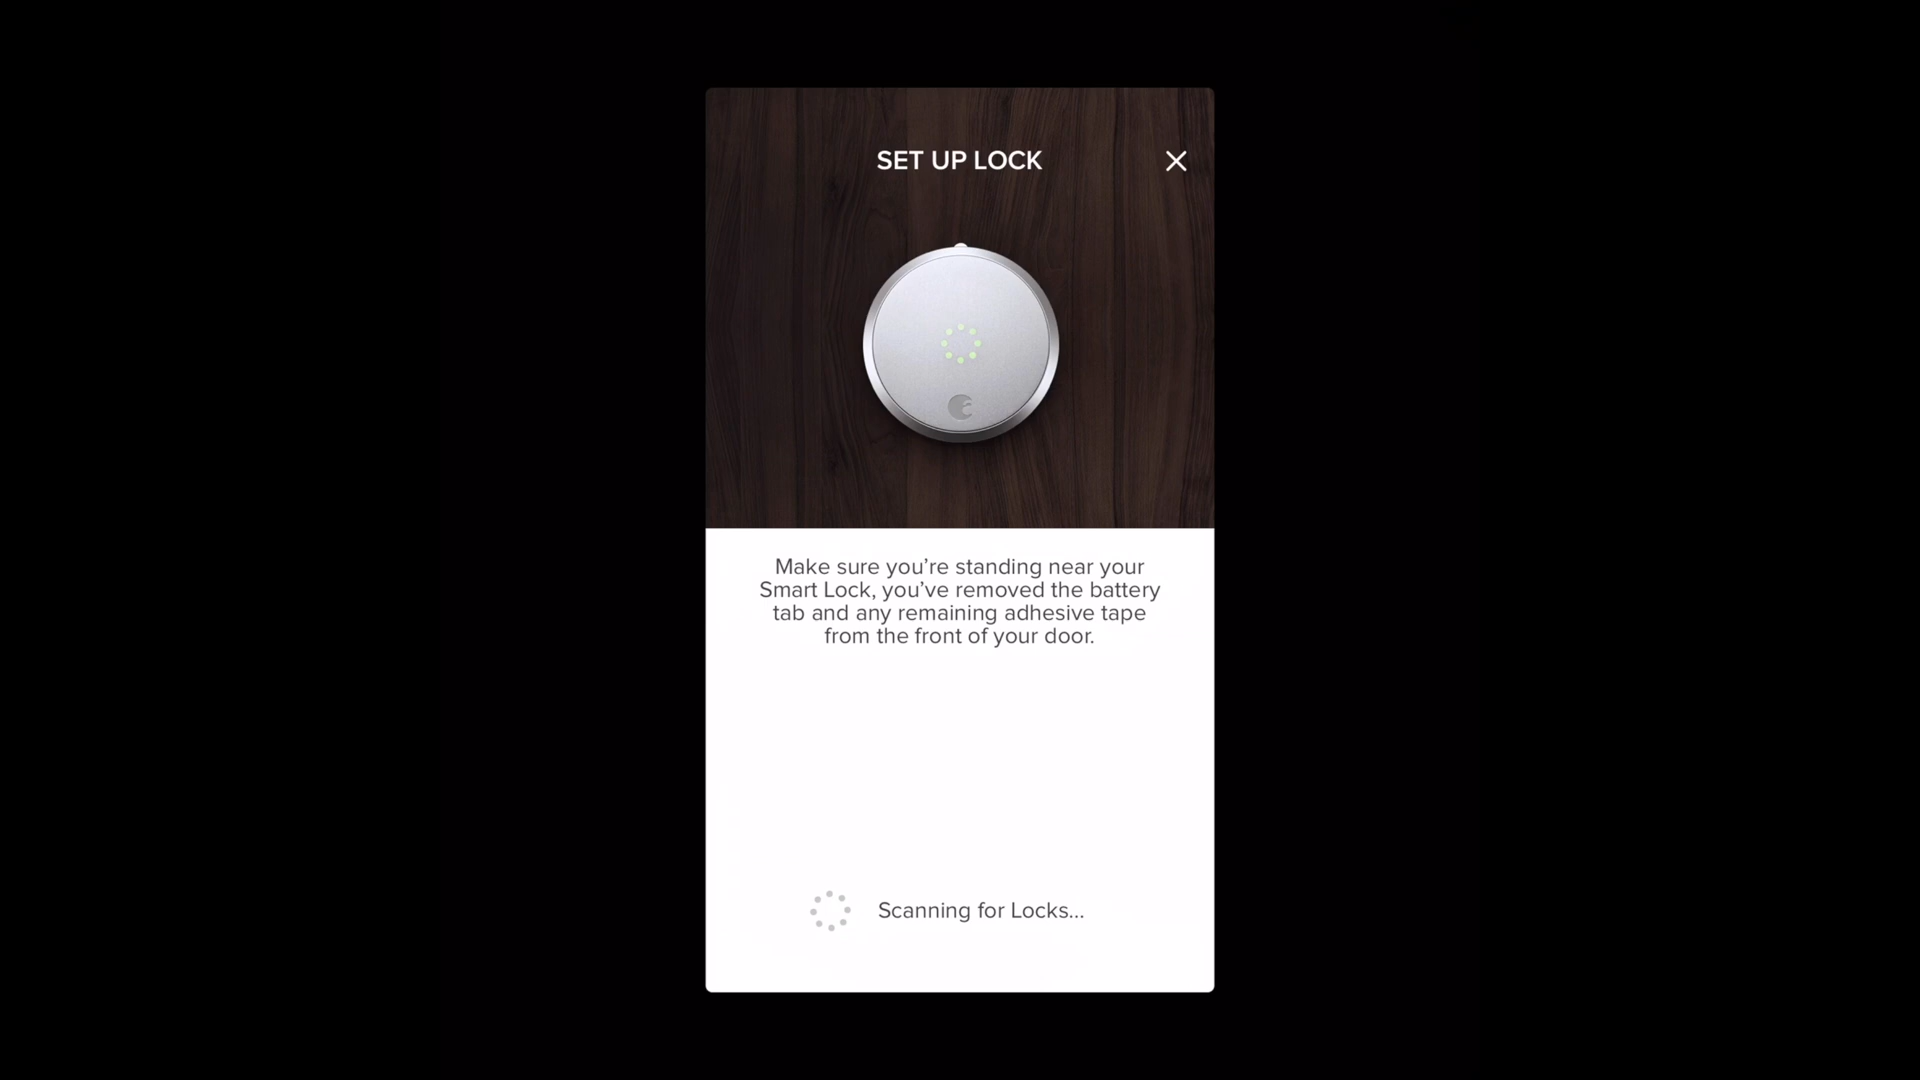 SET UP LOCK
Make sure you’re standing near your
Smart Lock, you’ve removed the battery
tab and any remaining adhesive tape
from the front of your door.
Scanning for Locks...